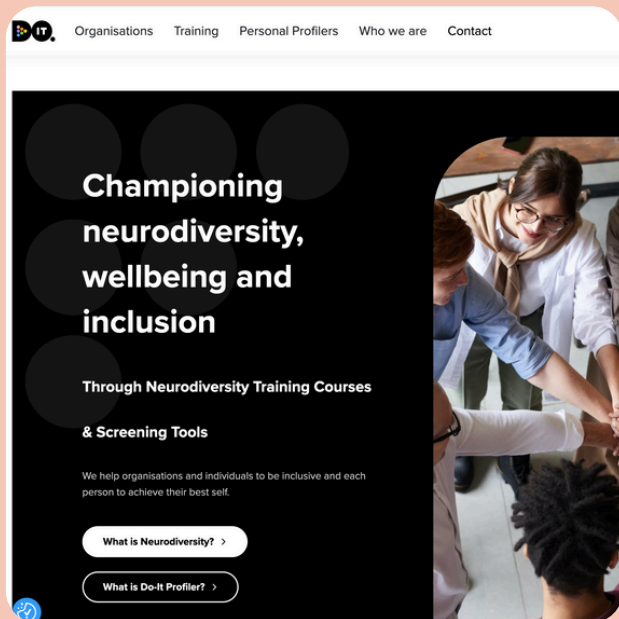 DO IT.
Organisations Training Personal Profilers Who we are Contact
Championing
neurodiversity,
wellbeing and
inclusion
Through Neurodiversity Training Courses
& Screening Tools
We help organisations and individuals to be inclusive and each
person to achieve their best self.
What is Neurodiversity? >
What is Do-It Profiler? >